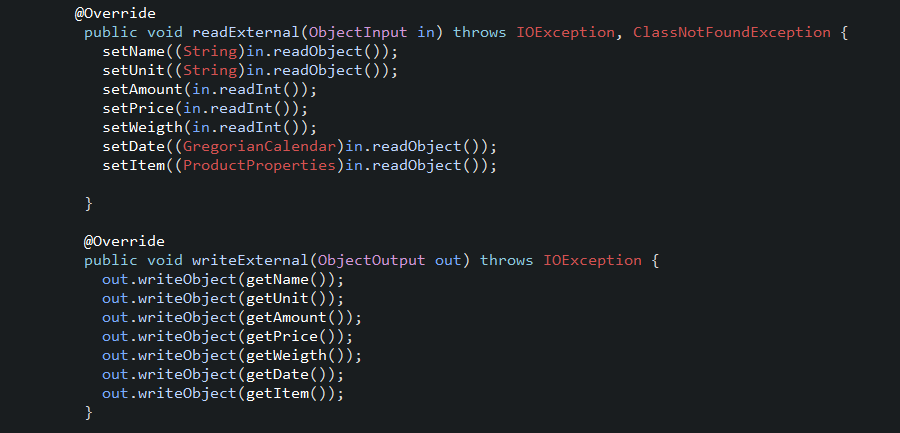 @Override
public void readExternal(ObjectInput in) throws IOException, ClassNotFoundException {
setName((String)in.readObject());
setUnit((String)in.readObject());
setAmount(in.readInt());
setPrice(in.readInt());
setWeigth(in.readInt());
setDate((GregorianCalendar)in.readObject());
setItem((ProductProperties)in.readObject());
}
@Override
public void writeExternal(ObjectOutput out) throws IOException {
out.writeObject(getName());
out.writeObject(getUnit());
out.writeObject(getAmount());
out.writeObject(getPrice());
out.writeObject(getWeigth());
out.writeObject(getDate());
out.writeObject(getItem());
}